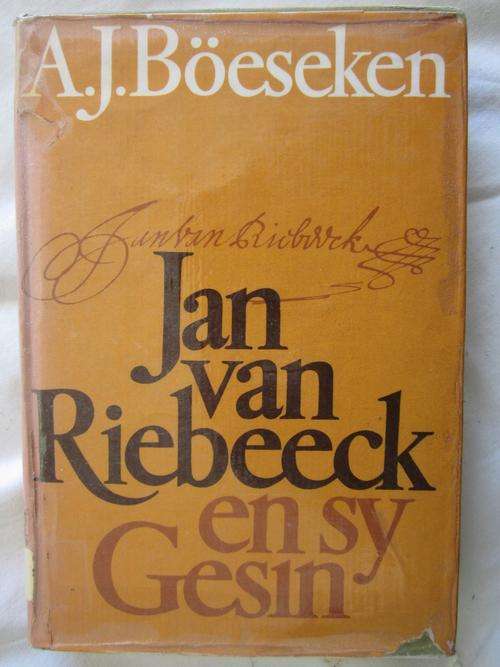 A.J.Böeseken
Jan van Riebeeck
Jan
van
Riebeeck
en sy
Gesin